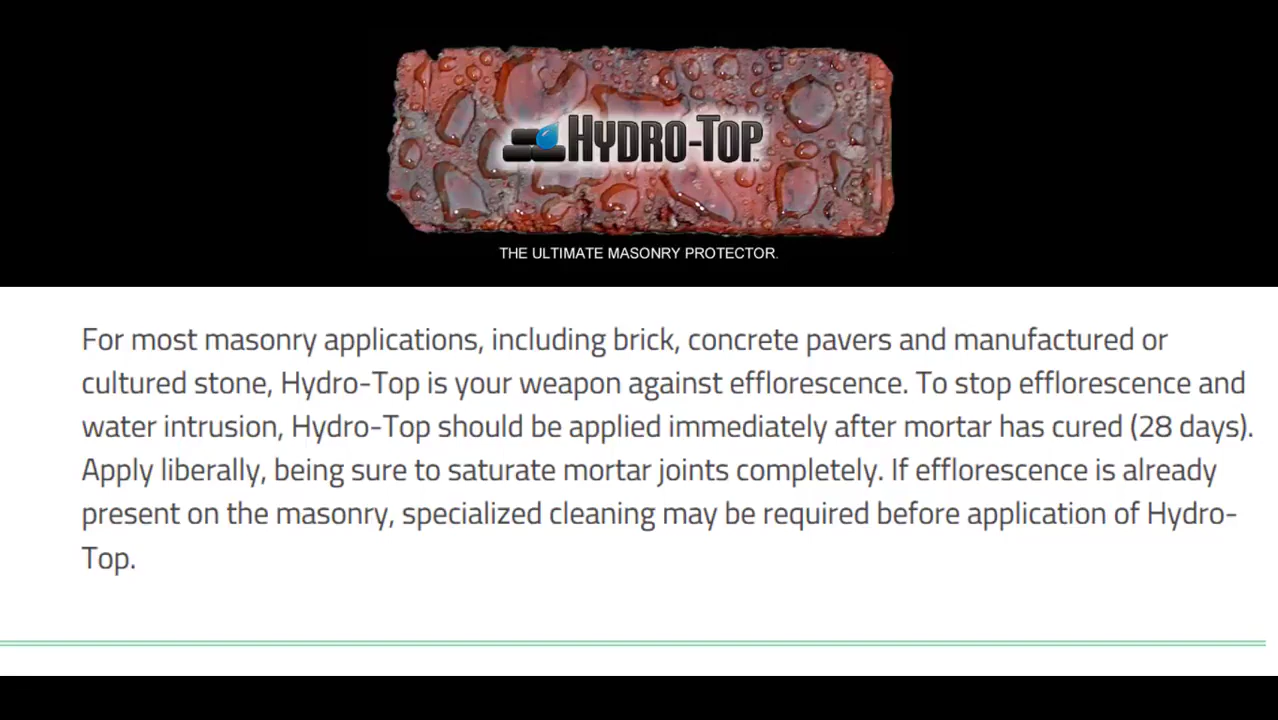 HYDRO-TOP™
THE ULTIMATE MASONRY PROTECTOR.
For most masonry applications, including brick, concrete pavers and manufactured or
cultured stone, Hydro-Top is your weapon against efflorescence. To stop efflorescence and
water intrusion, Hydro-Top should be applied immediately after mortar has cured (28 days).
Apply liberally, being sure to saturate mortar joints completely. If efflorescence is already
present on the masonry, specialized cleaning may be required before application of Hydro-
Top.